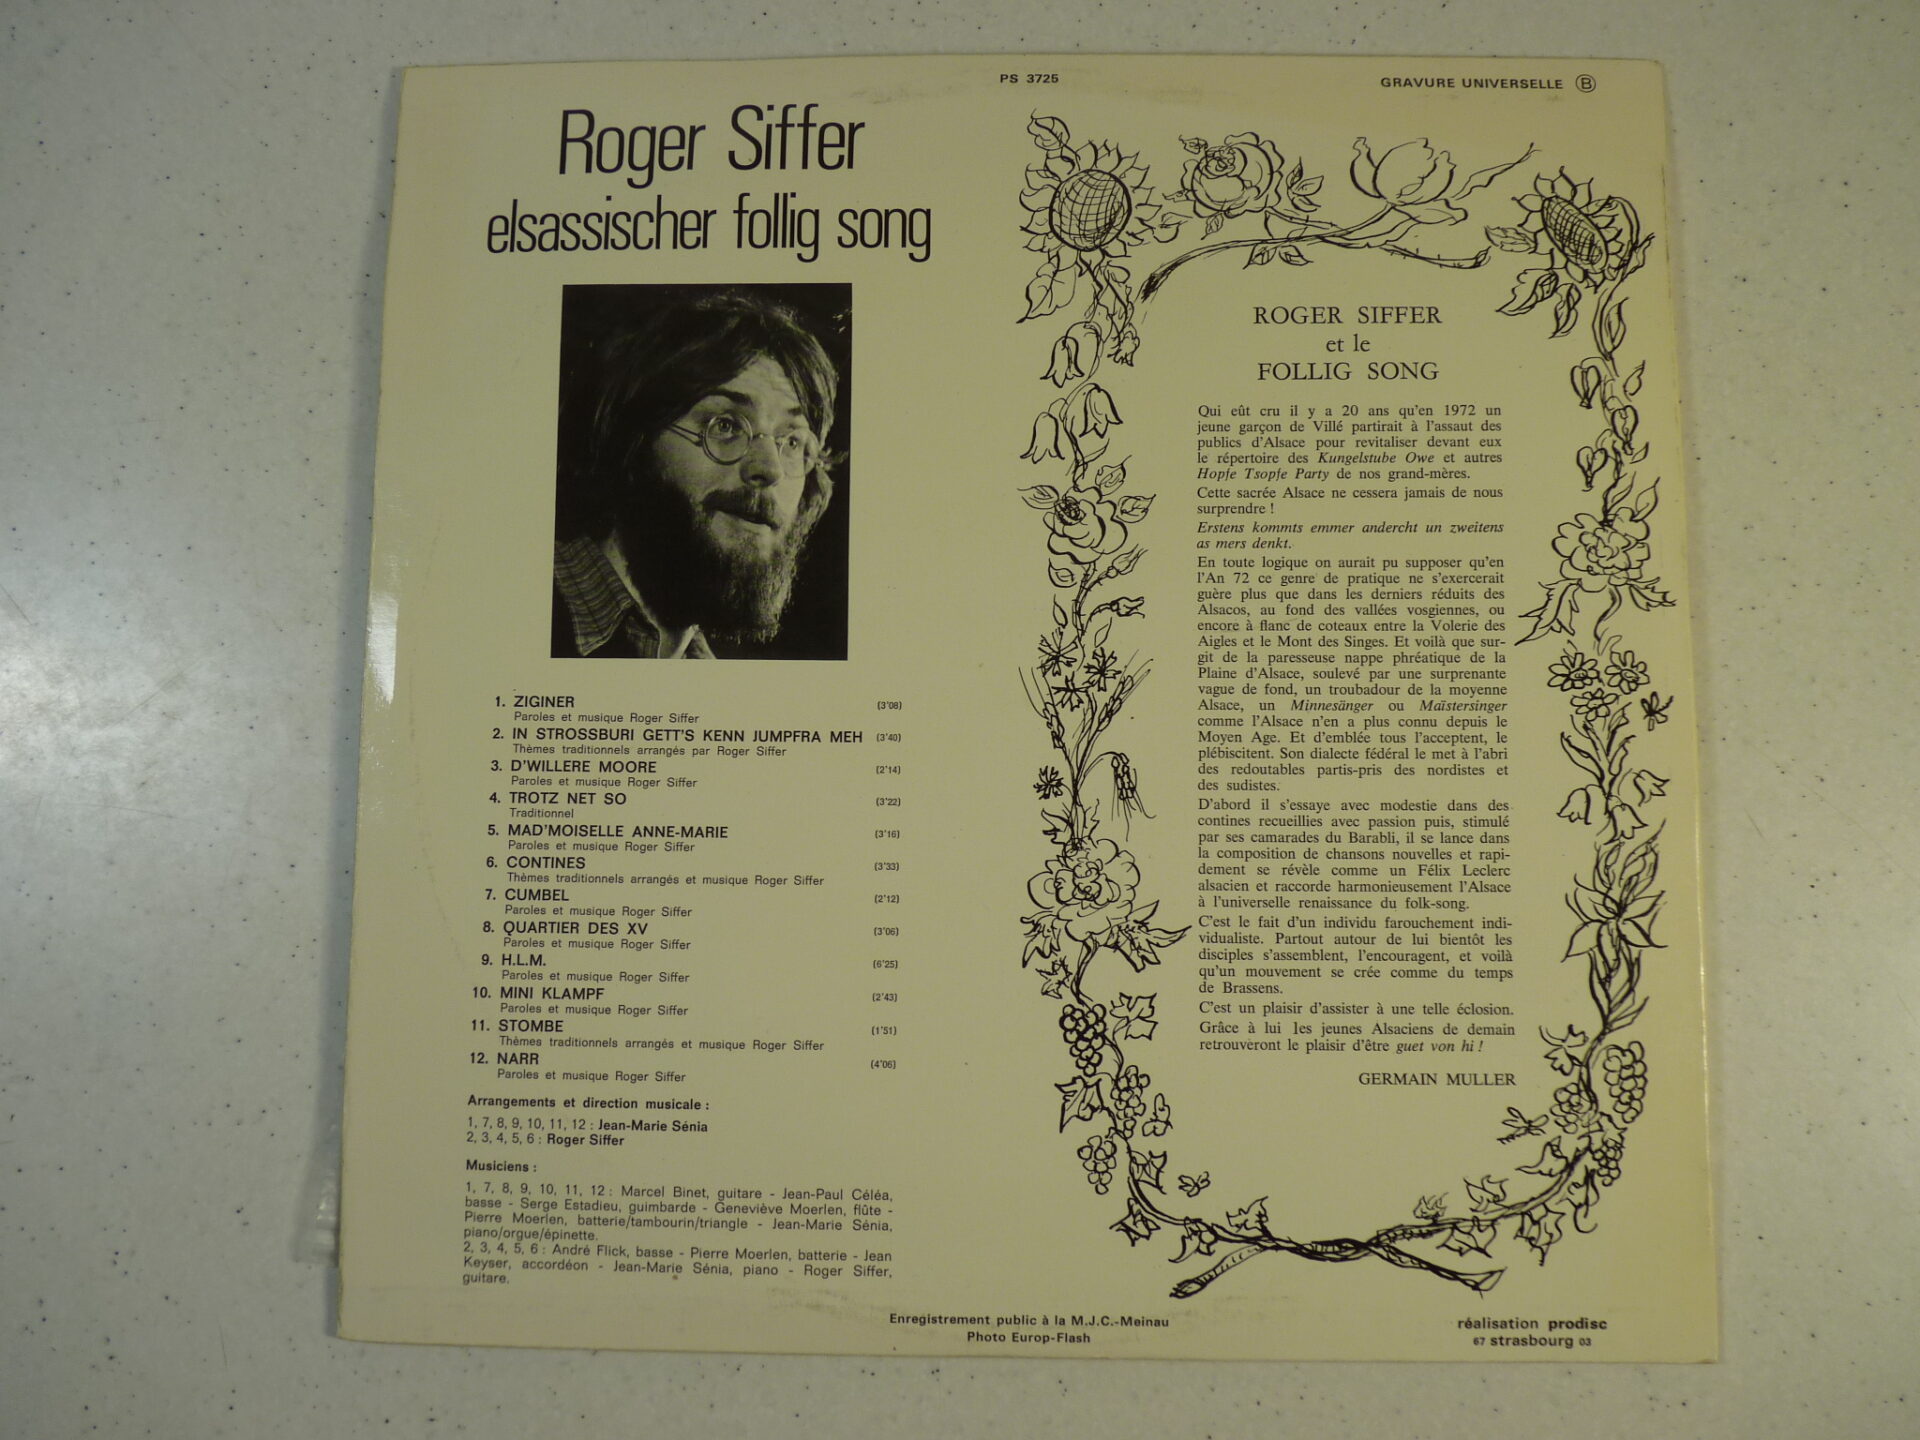 PS 3725
GRAVURE UNIVERSELLE B
Roger Siffer
elsassischer follig song
1. ZIGINER (3'08)
Paroles et musique Roger Siffer
2. IN STROSSBURI GETT'S KENN JUMPFRA MEH (3'40)
Thèmes traditionnels arrangés par Roger Siffer
3. D'WILLERE MOORE (2'14)
Paroles et musique Roger Siffer
4. TROTZ NET SO (3'22)
Traditionnel
5. MAD'MOISELLE ANNE-MARIE (3'16)
Paroles et musique Roger Siffer
6. CONTINES (3'33)
Thèmes traditionnels arrangés et musique Roger Siffer
7. CUMBEL (2'12)
Paroles et musique Roger Siffer
8. QUARTIER DES XV (3'06)
Paroles et musique Roger Siffer
9. H.L.M. (6'25)
Paroles et musique Roger Siffer
10. MINI KLAMPF (2'43)
Paroles et musique Roger Siffer
11. STOMBE (1'51)
Thèmes traditionnels arrangés et musique Roger Siffer
12. NARR (4'06)
Paroles et musique Roger Siffer
Arrangements et direction musicale :
1, 7, 8, 9, 10, 11, 12 : Jean-Marie Sénia
2, 3, 4, 5, 6 : Roger Siffer
Musiciens :
1, 7, 8, 9, 10, 11, 12 : Marcel Binet, guitare - Jean-Paul Céléa,
basse - Serge Estadieu, guimbarde - Geneviève Moerlen, flûte -
Pierre Moerlen, batterie/tambourin/triangle - Jean-Marie Sénia,
piano/orgue/épinette.
2, 3, 4, 5, 6 : André Flick, basse - Pierre Moerlen, batterie - Jean
Keyser, accordéon - Jean-Marie Sénia, piano - Roger Siffer,
guitare.
ROGER SIFFER
et le
FOLLIG SONG
Qui eût cru il y a 20 ans qu'en 1972 un
jeune garçon de Villé partirait à l'assaut des
publics d'Alsace pour revitaliser devant eux
le répertoire des Kungelstube Owe et autres
Hopfe Tsopfe Party de nos grand-mères.
Cette sacrée Alsace ne cessera jamais de nous
surprendre !
Erstens kommts emmer andercht un zweitens
as mers denkt.
En toute logique on aurait pu supposer qu'en
l'An 72 ce genre de pratique ne s'exercerait
guère plus que dans les derniers réduits des
Alsacos, au fond des vallées vosgiennes, ou
encore à flanc de coteaux entre la Volerie des
Aigles et le Mont des Singes. Et voilà que sur-
git de la paresseuse nappe phréatique de la
Plaine d'Alsace, soulevé par une surprenante
vague de fond, un troubadour de la moyenne
Alsace, un Minnesänger ou Maïstersinger
comme l'Alsace n'en a plus connu depuis le
Moyen Age. Et d'emblée tous l'acceptent, le
plébiscitent. Son dialecte fédéral le met à l'abri
des redoutables partis-pris des nordistes et
des sudistes.
D'abord il s'essaye avec modestie dans des
contines recueillies avec passion puis, stimulé
par ses camarades du Barabli, il se lance dans
la composition de chansons nouvelles et rapi-
dement se révèle comme un Félix Leclerc
alsacien et raccorde harmonieusement l'Alsace
à l'universelle renaissance du folk-song.
C'est le fait d'un individu farouchement indi-
vidualiste. Partout autour de lui bientôt les
disciples s'assemblent, l'encouragent, et voilà
qu'un mouvement se crée comme du temps
de Brassens.
C'est un plaisir d'assister à une telle éclosion.
Grâce à lui les jeunes Alsaciens de demain
retrouveront le plaisir d'être guet von hi !
GERMAIN MULLER
Enregistrement public à la M.J.C.-Meinau
Photo Europ-Flash
réalisation prodisc
67 strasbourg 03